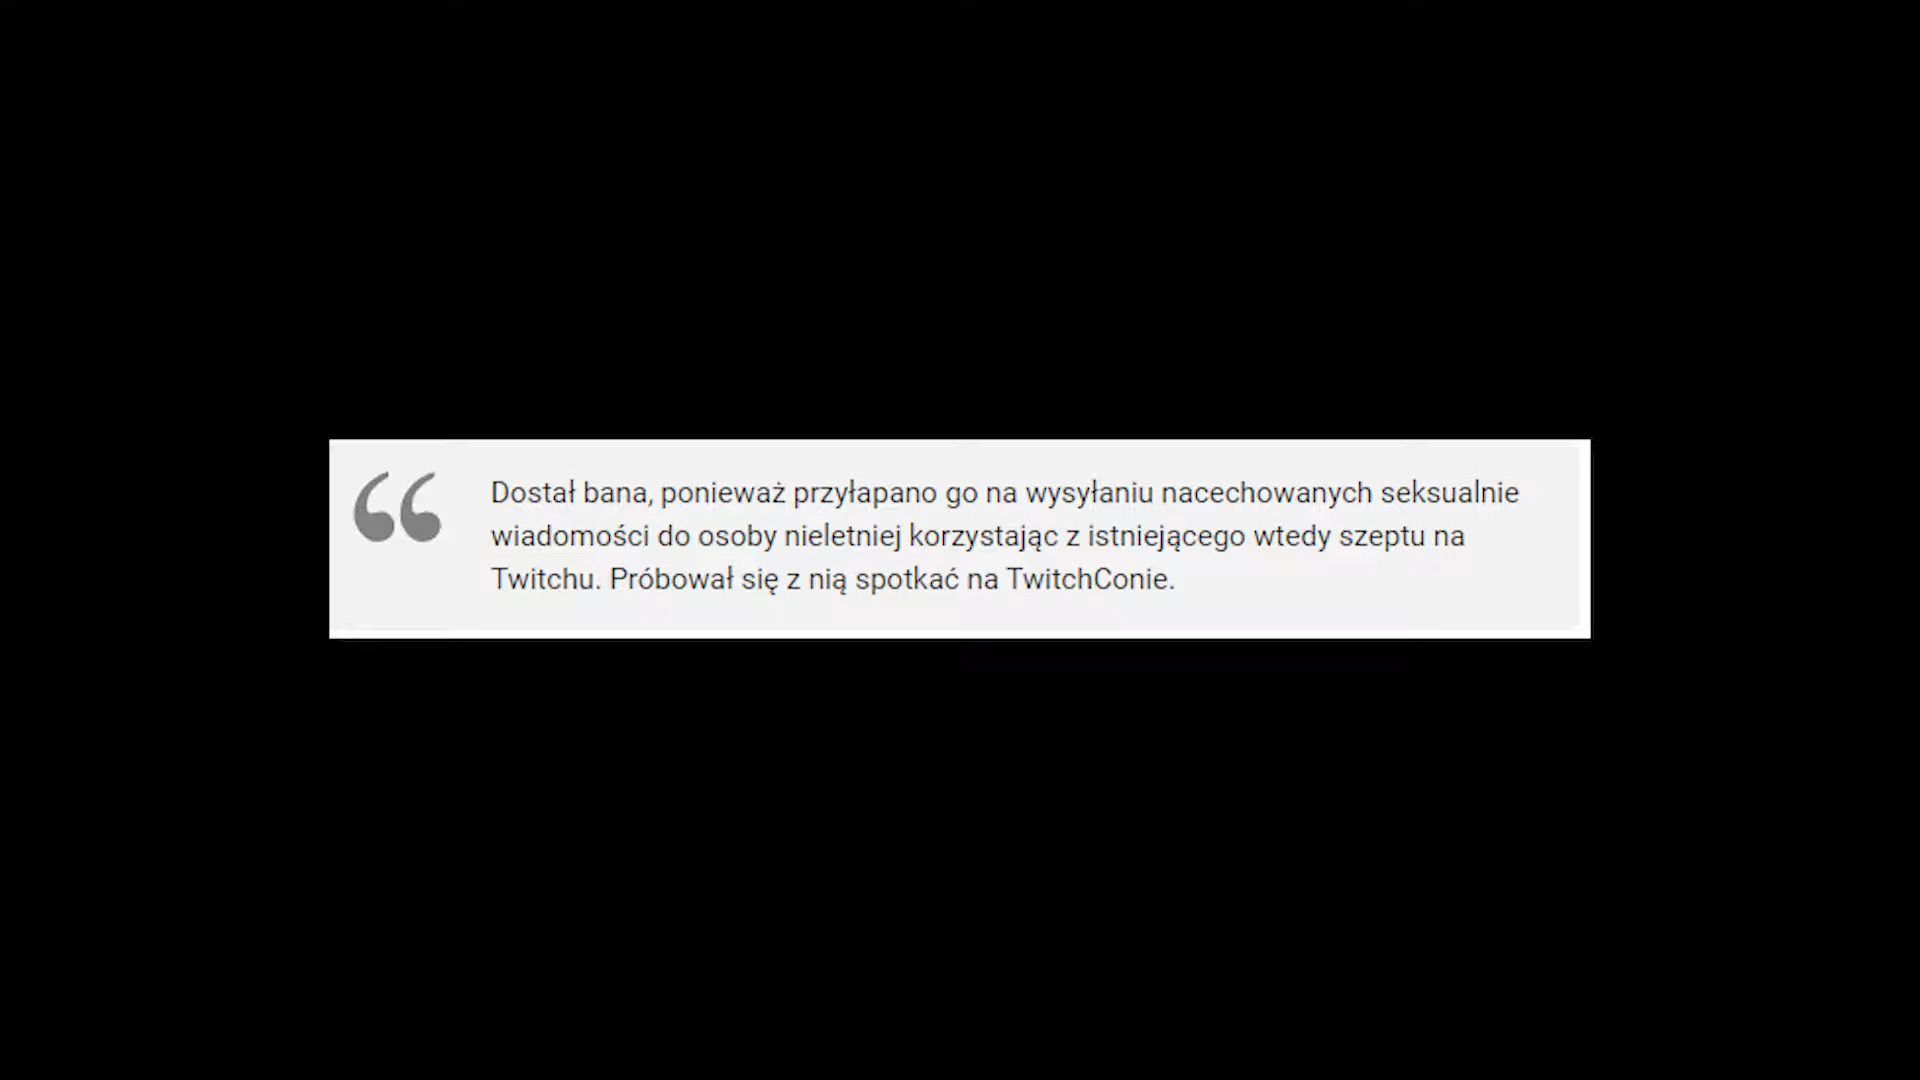 Dostał bana, ponieważ przyłapano go na wysyłaniu nacechowanych seksualnie
wiadomości do osoby nieletniej korzystając z istniejącego wtedy szeptu na
Twitchu. Próbował się z nią spotkać na TwitchConie.